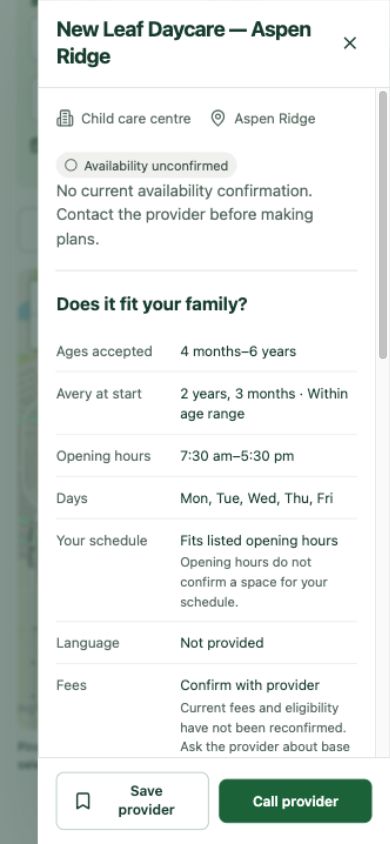 New Leaf Daycare — Aspen
Ridge
Child care centre Aspen Ridge
Availability unconfirmed
No current availability confirmation.
Contact the provider before making
plans.
Does it fit your family?
Ages accepted 4 months–6 years
Avery at start 2 years, 3 months · Within
age range
Opening hours 7:30 am–5:30 pm
Days Mon, Tue, Wed, Thu, Fri
Your schedule Fits listed opening hours
Opening hours do not
confirm a space for your
schedule.
Language Not provided
Fees Confirm with provider
Current fees and eligibility
have not been reconfirmed.
Ask the provider about base
Save
provider
Call provider